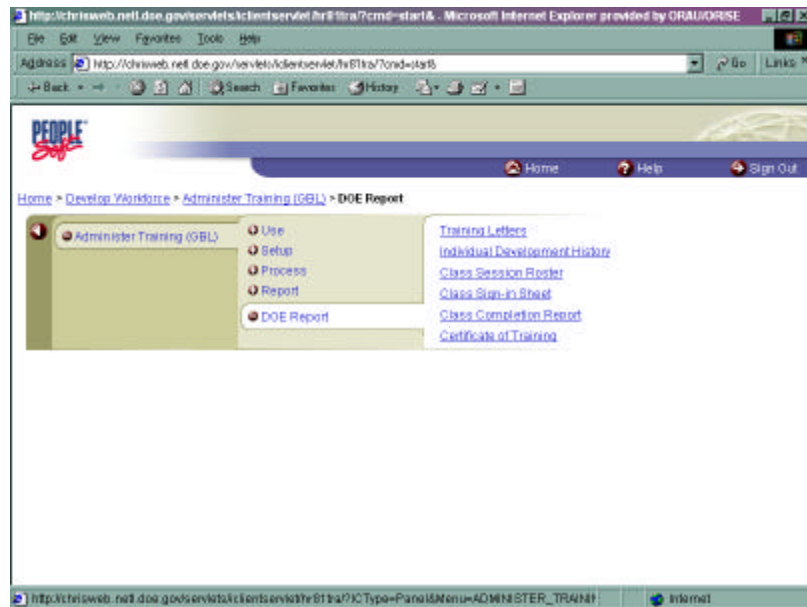 http://chrisweb.netl.doe.gov/servlets/iclientservlet/hr81tra/?cmd=start& - Microsoft Internet Explorer provided by ORAU/ORISE
File Edit View Favorites Tools Help
Address http://chrisweb.netl.doe.gov/servlets/iclientservlet/hr81tra/?cmd=start& Go Links »
Back Search Favorites History
PEOPLE Soft
Home Help Sign Out
Home > Develop Workforce > Administer Training (GBL) > DOE Report
Administer Training (GBL)
Use
Setup
Process
Report
DOE Report
Training Letters
Individual Development History
Class Session Roster
Class Sign-in Sheet
Class Completion Report
Certificate of Training
http://chrisweb.netl.doe.gov/servlets/iclientservlet/hr81tra/?ICType=Panel&Menu=ADMINISTER_TRAINI Internet